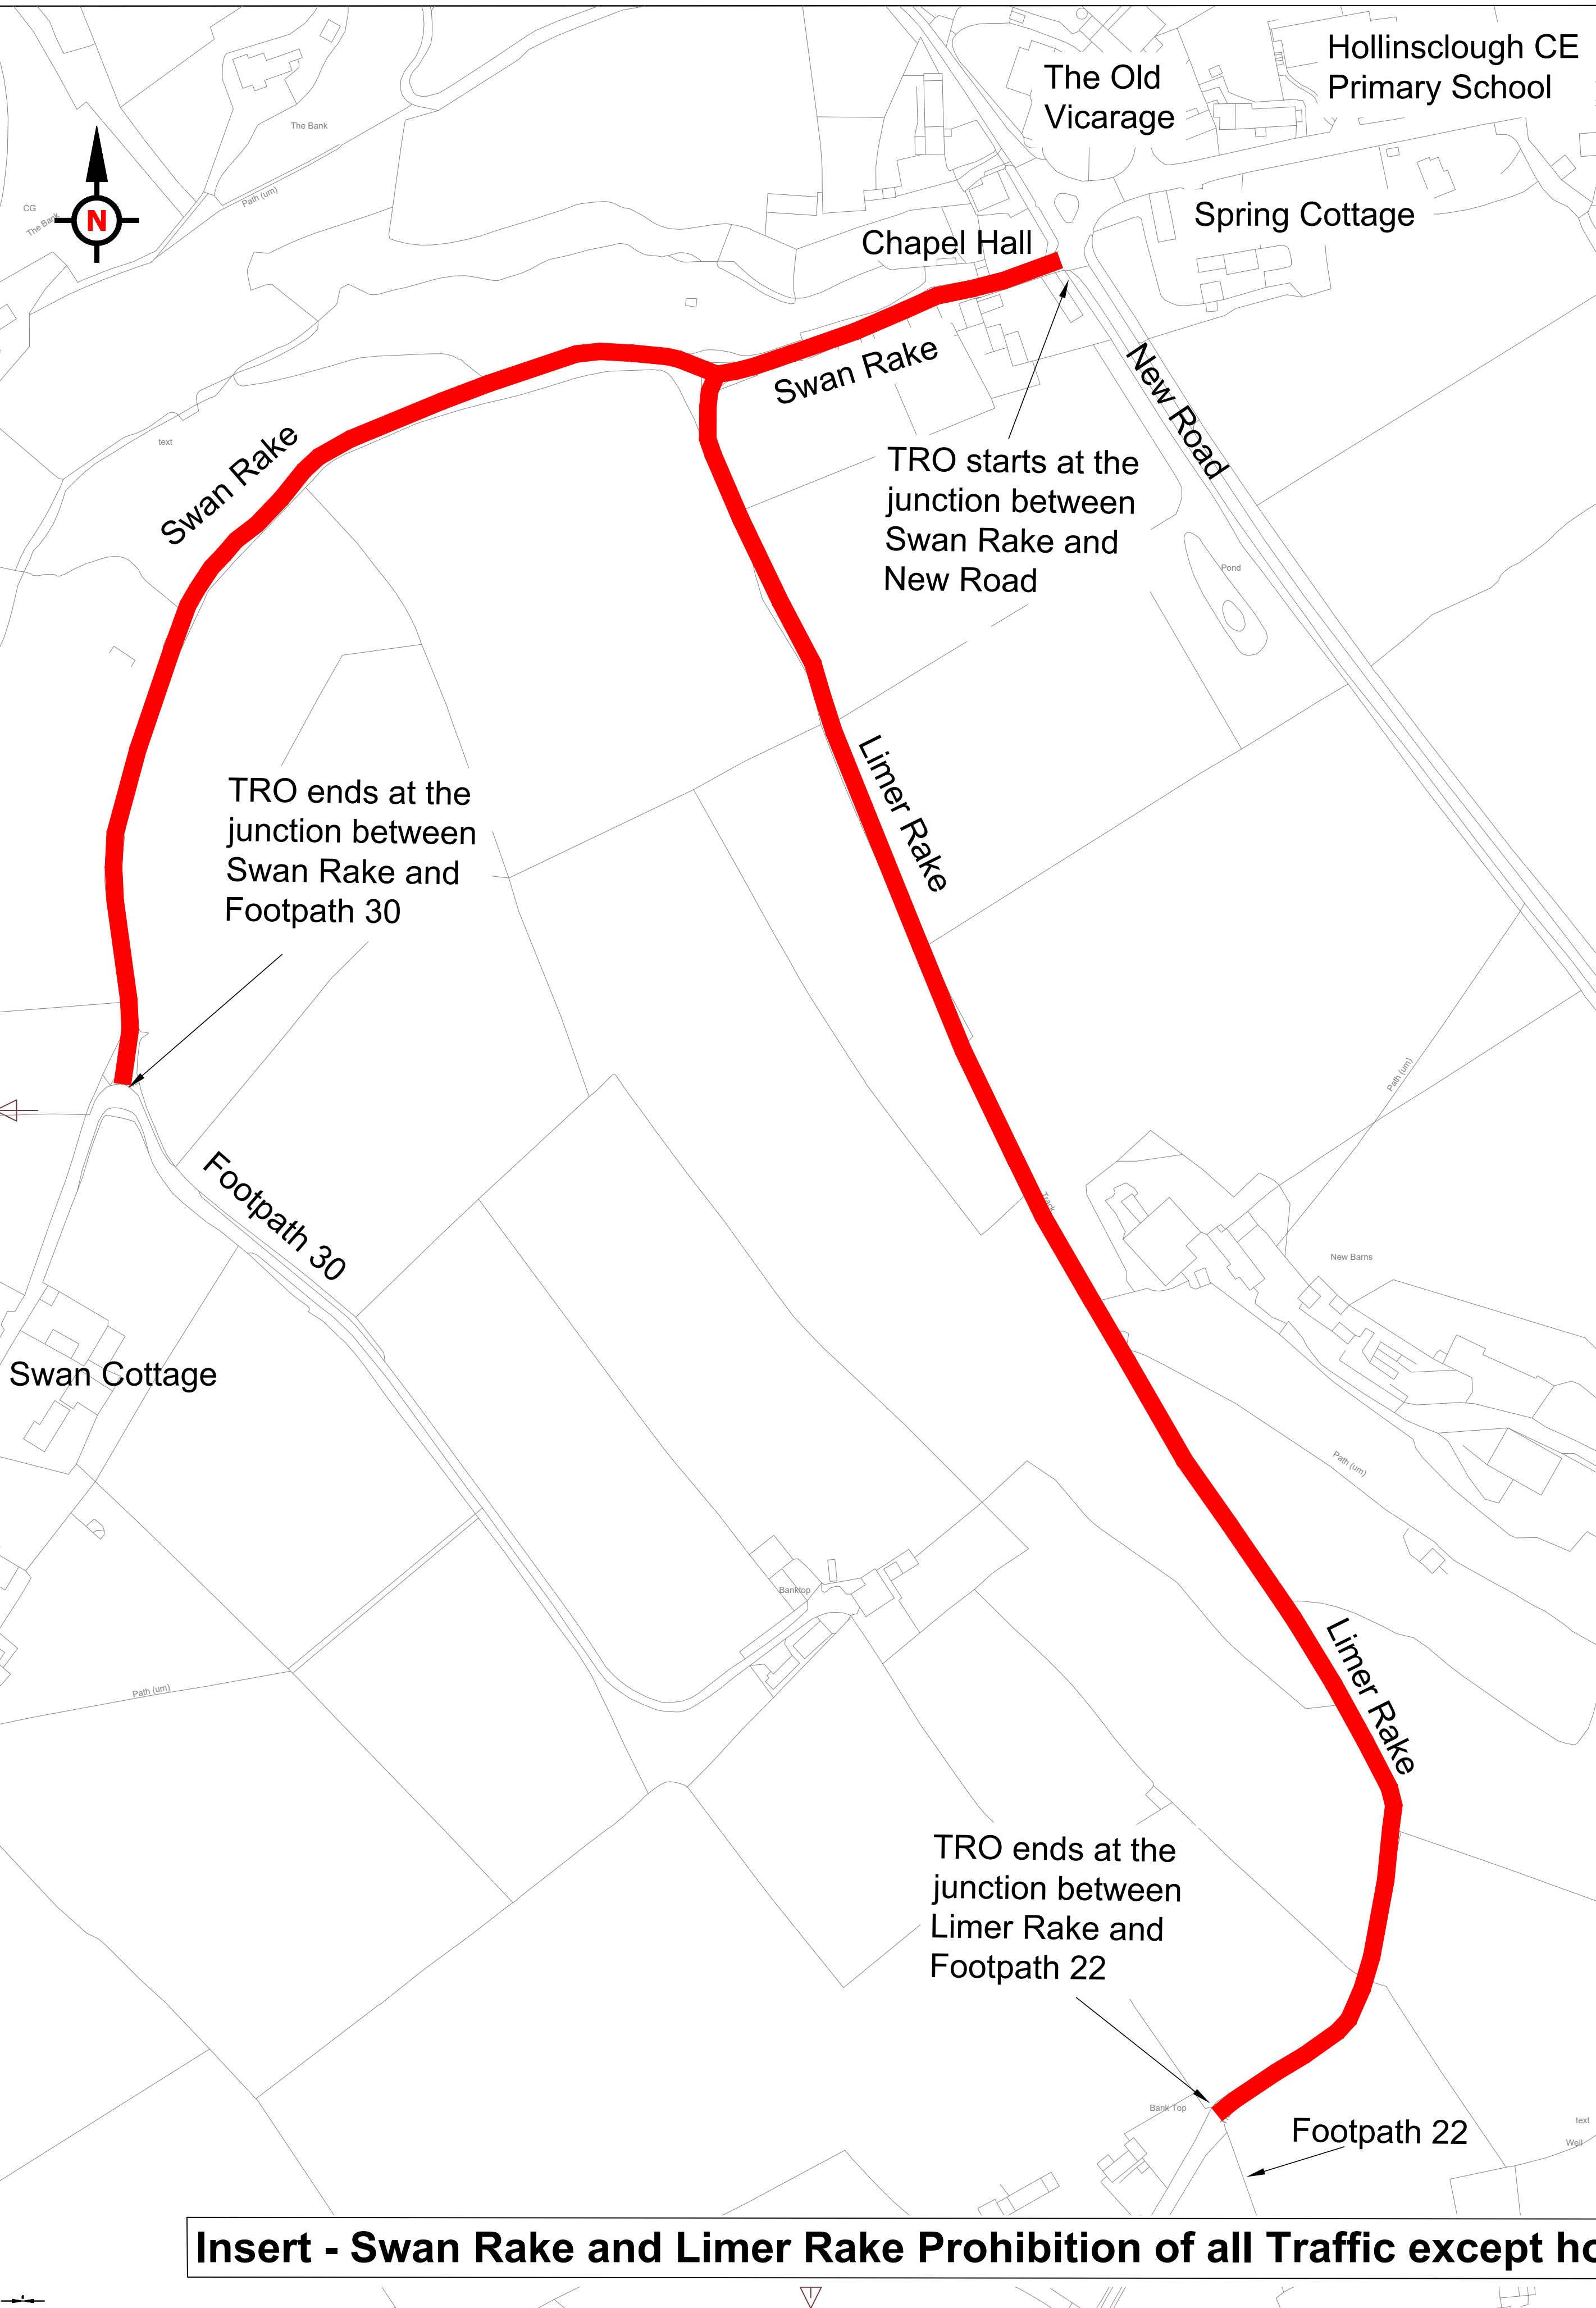 Hollinsclough CE
Primary School
The Old
Vicarage
The Bank
Path (um)
CG
The Bank
N
Spring Cottage
Chapel Hall
Swan Rake
New Road
Swan Rake
text
TRO starts at the
junction between
Swan Rake and
New Road
Pond
Limer Rake
TRO ends at the
junction between
Swan Rake and
Footpath 30
Path (um)
Footpath 30
Track
New Barns
Swan Cottage
Path (um)
Banktop
Path (um)
Limer Rake
TRO ends at the
junction between
Limer Rake and
Footpath 22
Bank Top
Footpath 22
text
Well
Insert - Swan Rake and Limer Rake Prohibition of all Traffic except